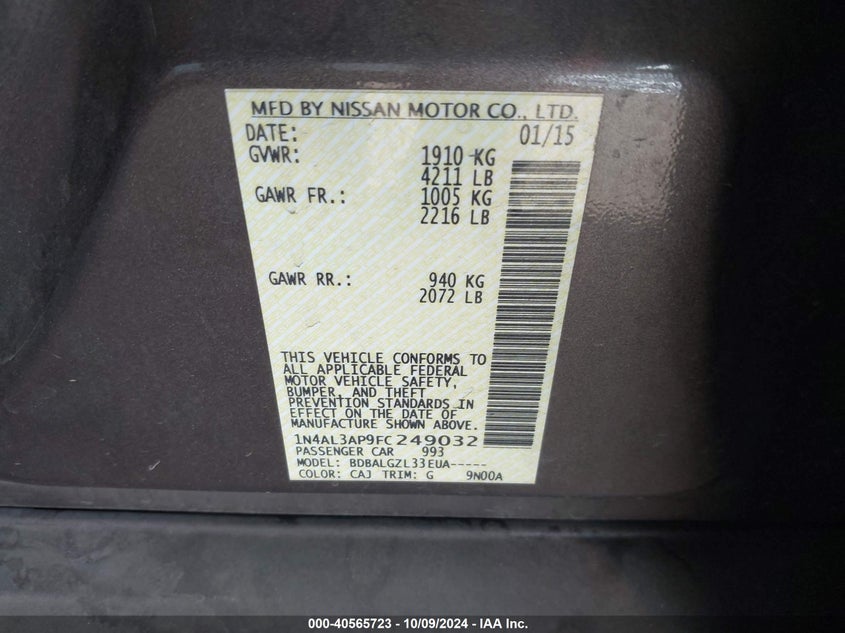 MFD BY NISSAN MOTOR CO., LTD.
DATE: 01/15
GVWR: 1910 KG
4211 LB
GAWR FR.: 1005 KG
2216 LB
GAWR RR.: 940 KG
2072 LB
THIS VEHICLE CONFORMS TO
ALL APPLICABLE FEDERAL
MOTOR VEHICLE SAFETY,
BUMPER, AND THEFT
PREVENTION STANDARDS IN
EFFECT ON THE DATE OF
MANUFACTURE SHOWN ABOVE.
1N4AL3AP9FC249032
PASSENGER CAR 993
MODEL: BDBALGZL33EUA-----
COLOR: CAJ TRIM: G 9N00A
000-40565723 - 10/09/2024 - IAA Inc.